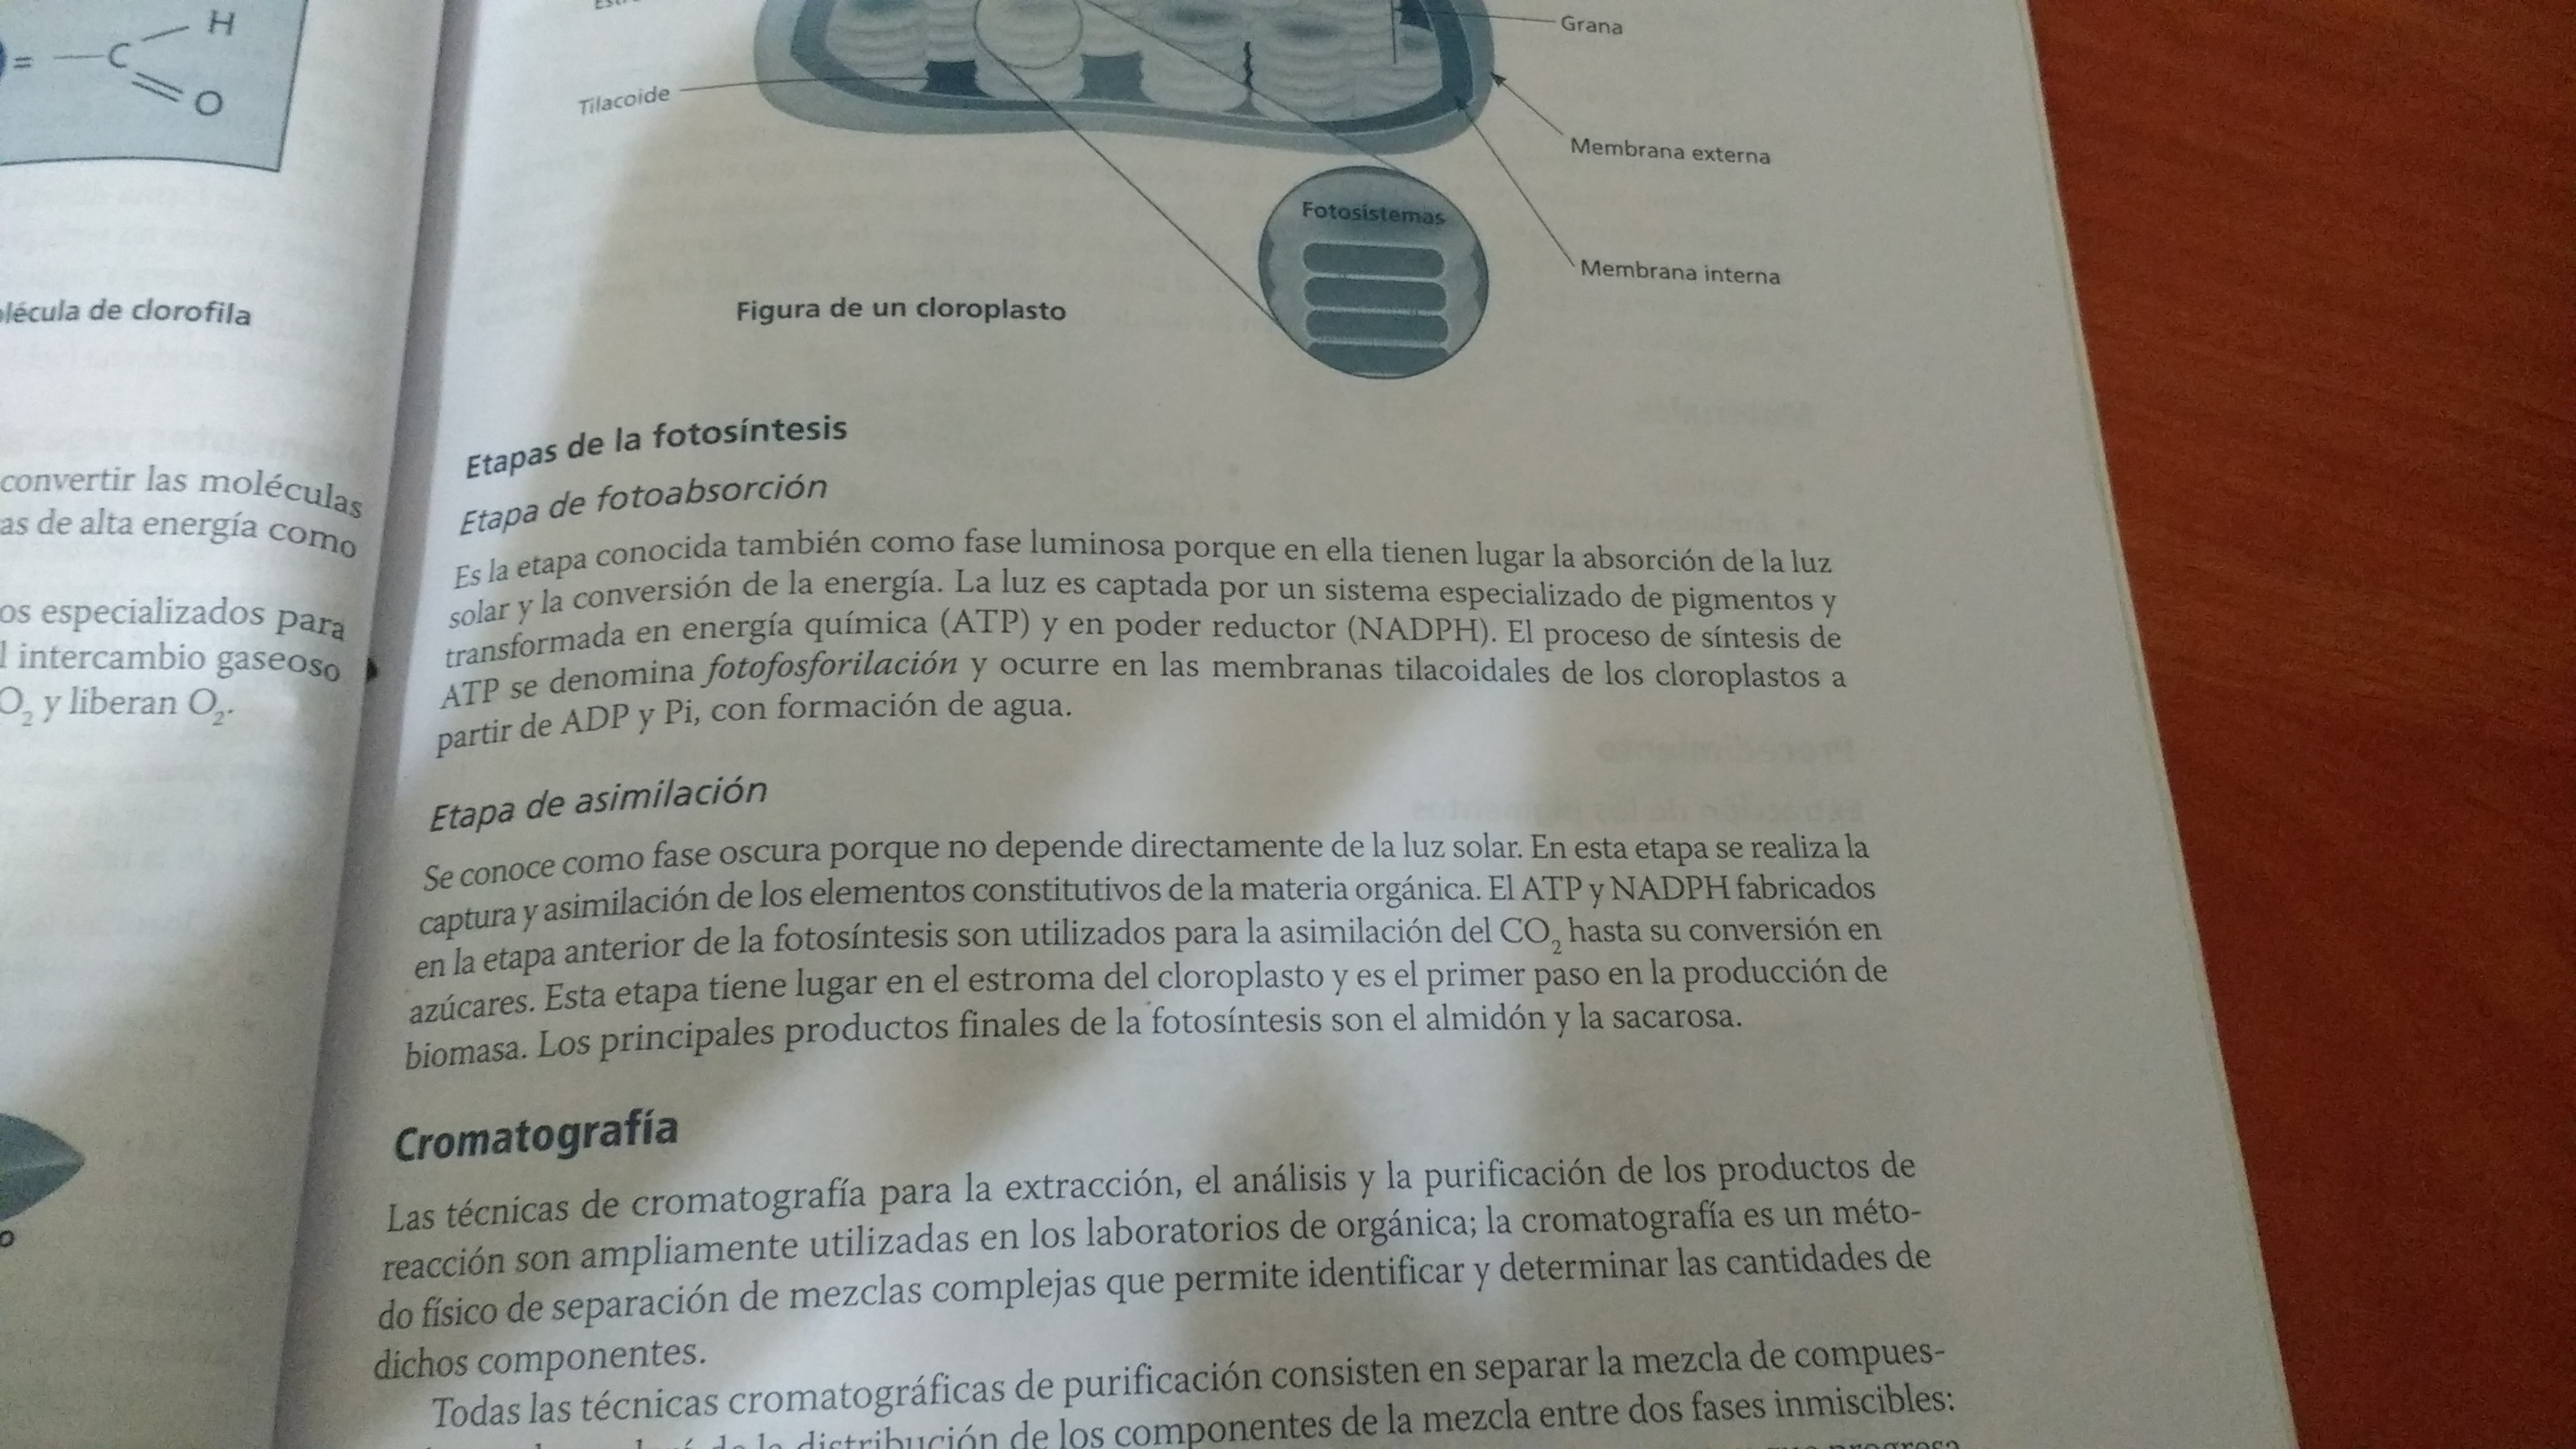 H
= C
O
lécula de clorofila
convertir las moléculas
as de alta energía como
os especializados para
l intercambio gaseoso
O₂ y liberan O₂.
o
Grana
Tilacoide
Membrana externa
Fotosistemas
Membrana interna
Figura de un cloroplasto
Etapas de la fotosíntesis
Etapa de fotoabsorción
Es la etapa conocida también como fase luminosa porque en ella tienen lugar la absorción de la luz
solar y la conversión de la energía. La luz es captada por un sistema especializado de pigmentos y
transformada en energía química (ATP) y en poder reductor (NADPH). El proceso de síntesis de
ATP se denomina fotofosforilación y ocurre en las membranas tilacoidales de los cloroplastos a
partir de ADP y Pi, con formación de agua.
Etapa de asimilación
Se conoce como fase oscura porque no depende directamente de la luz solar. En esta etapa se realiza la
captura y asimilación de los elementos constitutivos de la materia orgánica. El ATP y NADPH fabricados
en la etapa anterior de la fotosíntesis son utilizados para la asimilación del CO₂ hasta su conversión en
azúcares. Esta etapa tiene lugar en el estroma del cloroplasto y es el primer paso en la producción de
biomasa. Los principales productos finales de la fotosíntesis son el almidón y la sacarosa.
Cromatografía
Las técnicas de cromatografía para la extracción, el análisis y la purificación de los productos de
reacción son ampliamente utilizadas en los laboratorios de orgánica; la cromatografía es un méto-
do físico de separación de mezclas complejas que permite identificar y determinar las cantidades de
dichos componentes.
Todas las técnicas cromatográficas de purificación consisten en separar la mezcla de compues-
de la distribución de los componentes de la mezcla entre dos fases inmiscibles: